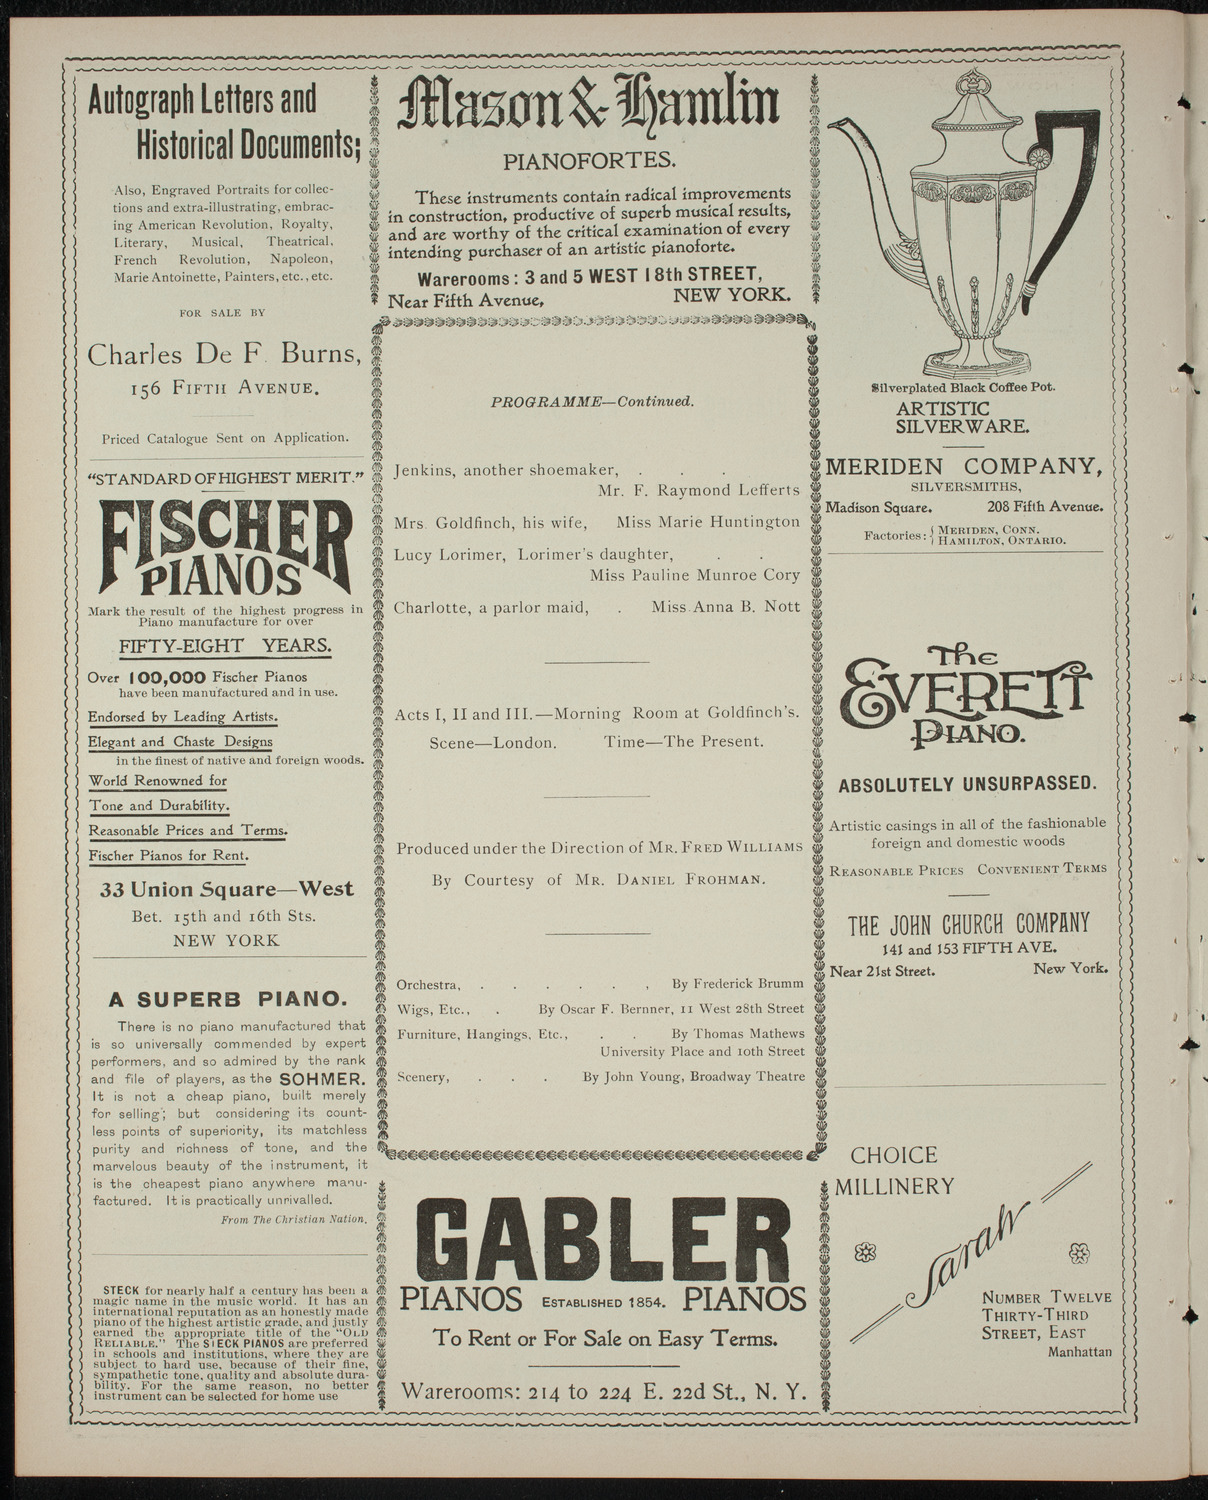 Autograph Letters and
Historical Documents;
Also, Engraved Portraits for collec-
tions and extra-illustrating, embrac-
ing American Revolution, Royalty,
Literary, Musical, Theatrical,
French Revolution, Napoleon,
Marie Antoinette, Painters, etc., etc.
FOR SALE BY
Charles De F. Burns,
156 FIFTH AVENUE.
Priced Catalogue Sent on Application.
"STANDARD OF HIGHEST MERIT."
FISCHER
PIANOS
Mark the result of the highest progress in
Piano manufacture for over
FIFTY-EIGHT YEARS.
Over 100,000 Fischer Pianos
have been manufactured and in use.
Endorsed by Leading Artists.
Elegant and Chaste Designs
in the finest of native and foreign woods.
World Renowned for
Tone and Durability.
Reasonable Prices and Terms.
Fischer Pianos for Rent.
33 Union Square—West
Bet. 15th and 16th Sts.
NEW YORK
A SUPERB PIANO.
There is no piano manufactured that
is so universally commended by expert
performers, and so admired by the rank
and file of players, as the SOHMER.
It is not a cheap piano, built merely
for selling; but considering its count-
less points of superiority, its matchless
purity and richness of tone, and the
marvelous beauty of the instrument, it
is the cheapest piano anywhere manu-
factured. It is practically unrivalled.
From The Christian Nation.
STECK for nearly half a century has been a
magic name in the music world. It has an
international reputation as an honestly made
piano of the highest artistic grade, and justly
earned the appropriate title of the "OLD
RELIABLE." The STECK PIANOS are preferred
in schools and institutions, where they are
subject to hard use, because of their fine,
sympathetic tone, quality and absolute dura-
bility. For the same reason, no better
instrument can be selected for home use
Mason & Hamlin
PIANOFORTES.
These instruments contain radical improvements
in construction, productive of superb musical results,
and are worthy of the critical examination of every
intending purchaser of an artistic pianoforte.
Warerooms: 3 and 5 WEST 18th STREET,
Near Fifth Avenue, NEW YORK.
PROGRAMME—Continued.
Jenkins, another shoemaker, . . .
Mr. F. Raymond Lefferts
Mrs. Goldfinch, his wife, Miss Marie Huntington
Lucy Lorimer, Lorimer's daughter, . .
Miss Pauline Munroe Cory
Charlotte, a parlor maid, . Miss Anna B. Nott
Acts I, II and III.—Morning Room at Goldfinch's.
Scene—London. Time—The Present.
Produced under the Direction of MR. FRED WILLIAMS
By Courtesy of MR. DANIEL FROHMAN.
Orchestra, . . . . . , By Frederick Brumm
Wigs, Etc., . By Oscar F. Bernner, 11 West 28th Street
Furniture, Hangings, Etc., . . By Thomas Mathews
University Place and 10th Street
Scenery, . . . By John Young, Broadway Theatre
GABLER
PIANOS ESTABLISHED 1854. PIANOS
To Rent or For Sale on Easy Terms.
Warerooms: 214 to 224 E. 22d St., N. Y.
Silverplated Black Coffee Pot.
ARTISTIC
SILVERWARE.
MERIDEN COMPANY,
SILVERSMITHS,
Madison Square. 208 Fifth Avenue.
Factories: { MERIDEN, CONN.
HAMILTON, ONTARIO.
The
EVERETT
PIANO.
ABSOLUTELY UNSURPASSED.
Artistic casings in all of the fashionable
foreign and domestic woods
REASONABLE PRICES CONVENIENT TERMS
THE JOHN CHURCH COMPANY
141 and 153 FIFTH AVE.
Near 21st Street. New York.
CHOICE
MILLINERY
Sarah
NUMBER TWELVE
THIRTY-THIRD
STREET, EAST
Manhattan